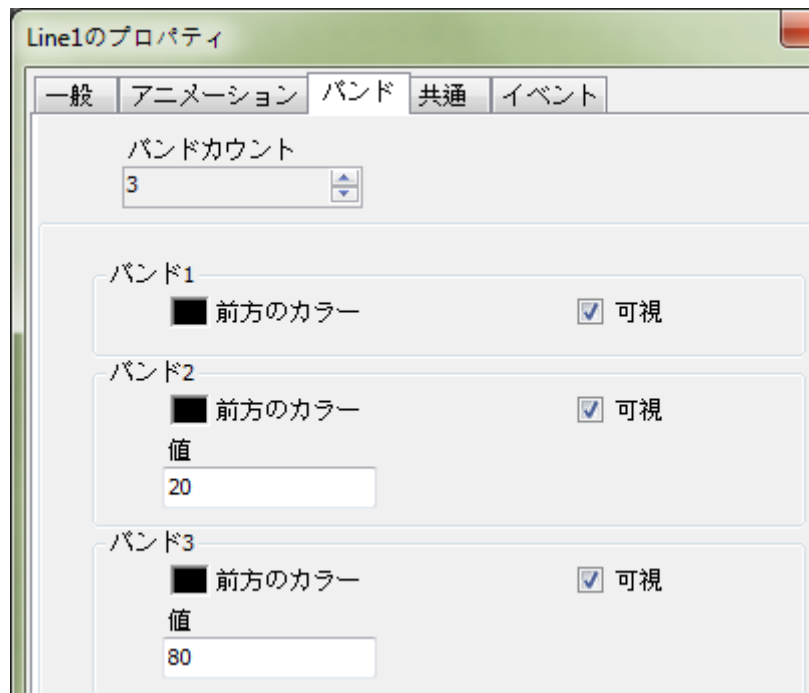 Line1のプロパティ
一般 アニメーション バンド 共通 イベント
バンドカウント
3
バンド1
前方のカラー 可視
バンド2
前方のカラー 可視
値
20
バンド3
前方のカラー 可視
値
80